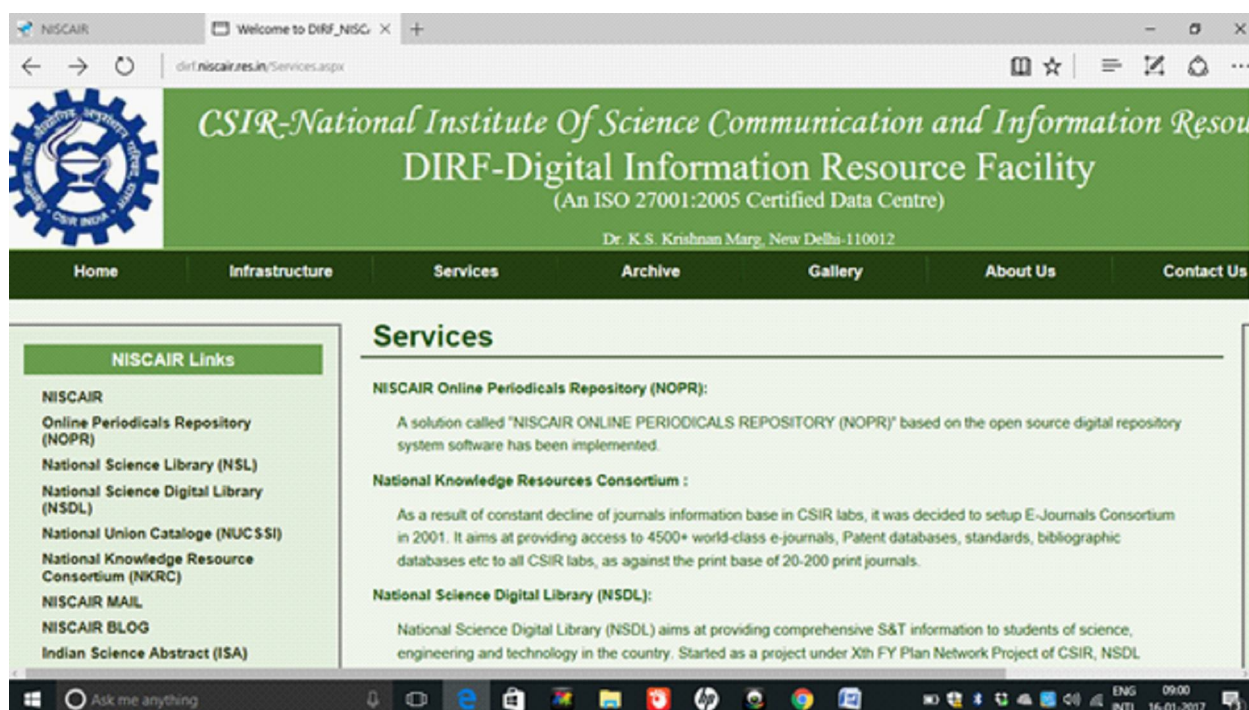 NISCAIR
Welcome to DIRF_NISC
dirf.niscair.res.in/Services.aspx
CSIR-National Institute Of Science Communication and Information Resou
DIRF-Digital Information Resource Facility
(An ISO 27001:2005 Certified Data Centre)
Dr. K.S. Krishnan Marg, New Delhi-110012
CSIR INDIA
Home Infrastructure Services Archive Gallery About Us Contact Us
NISCAIR Links
NISCAIR
Online Periodicals Repository
(NOPR)
National Science Library (NSL)
National Science Digital Library
(NSDL)
National Union Cataloge (NUCSSI)
National Knowledge Resource
Consortium (NKRC)
NISCAIR MAIL
NISCAIR BLOG
Indian Science Abstract (ISA)
Services
NISCAIR Online Periodicals Repository (NOPR):
A solution called "NISCAIR ONLINE PERIODICALS REPOSITORY (NOPR)" based on the open source digital repository
system software has been implemented.
National Knowledge Resources Consortium :
As a result of constant decline of journals information base in CSIR labs, it was decided to setup E-Journals Consortium
in 2001. It aims at providing access to 4500+ world-class e-journals, Patent databases, standards, bibliographic
databases etc to all CSIR labs, as against the print base of 20-200 print journals.
National Science Digital Library (NSDL):
National Science Digital Library (NSDL) aims at providing comprehensive S&T information to students of science,
engineering and technology in the country. Started as a project under Xth FY Plan Network Project of CSIR, NSDL
Ask me anything
ENG 09:00
INTL 16-01-2017